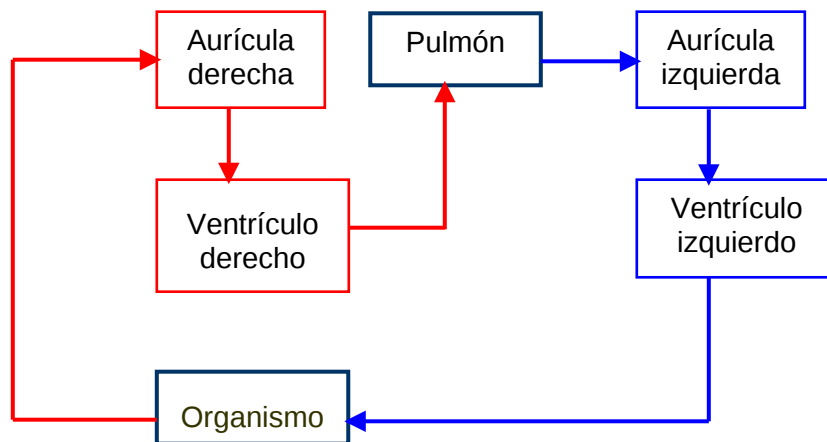 Aurícula
derecha
Pulmón
Aurícula
izquierda
Ventrículo
derecho
Ventrículo
izquierdo
Organismo